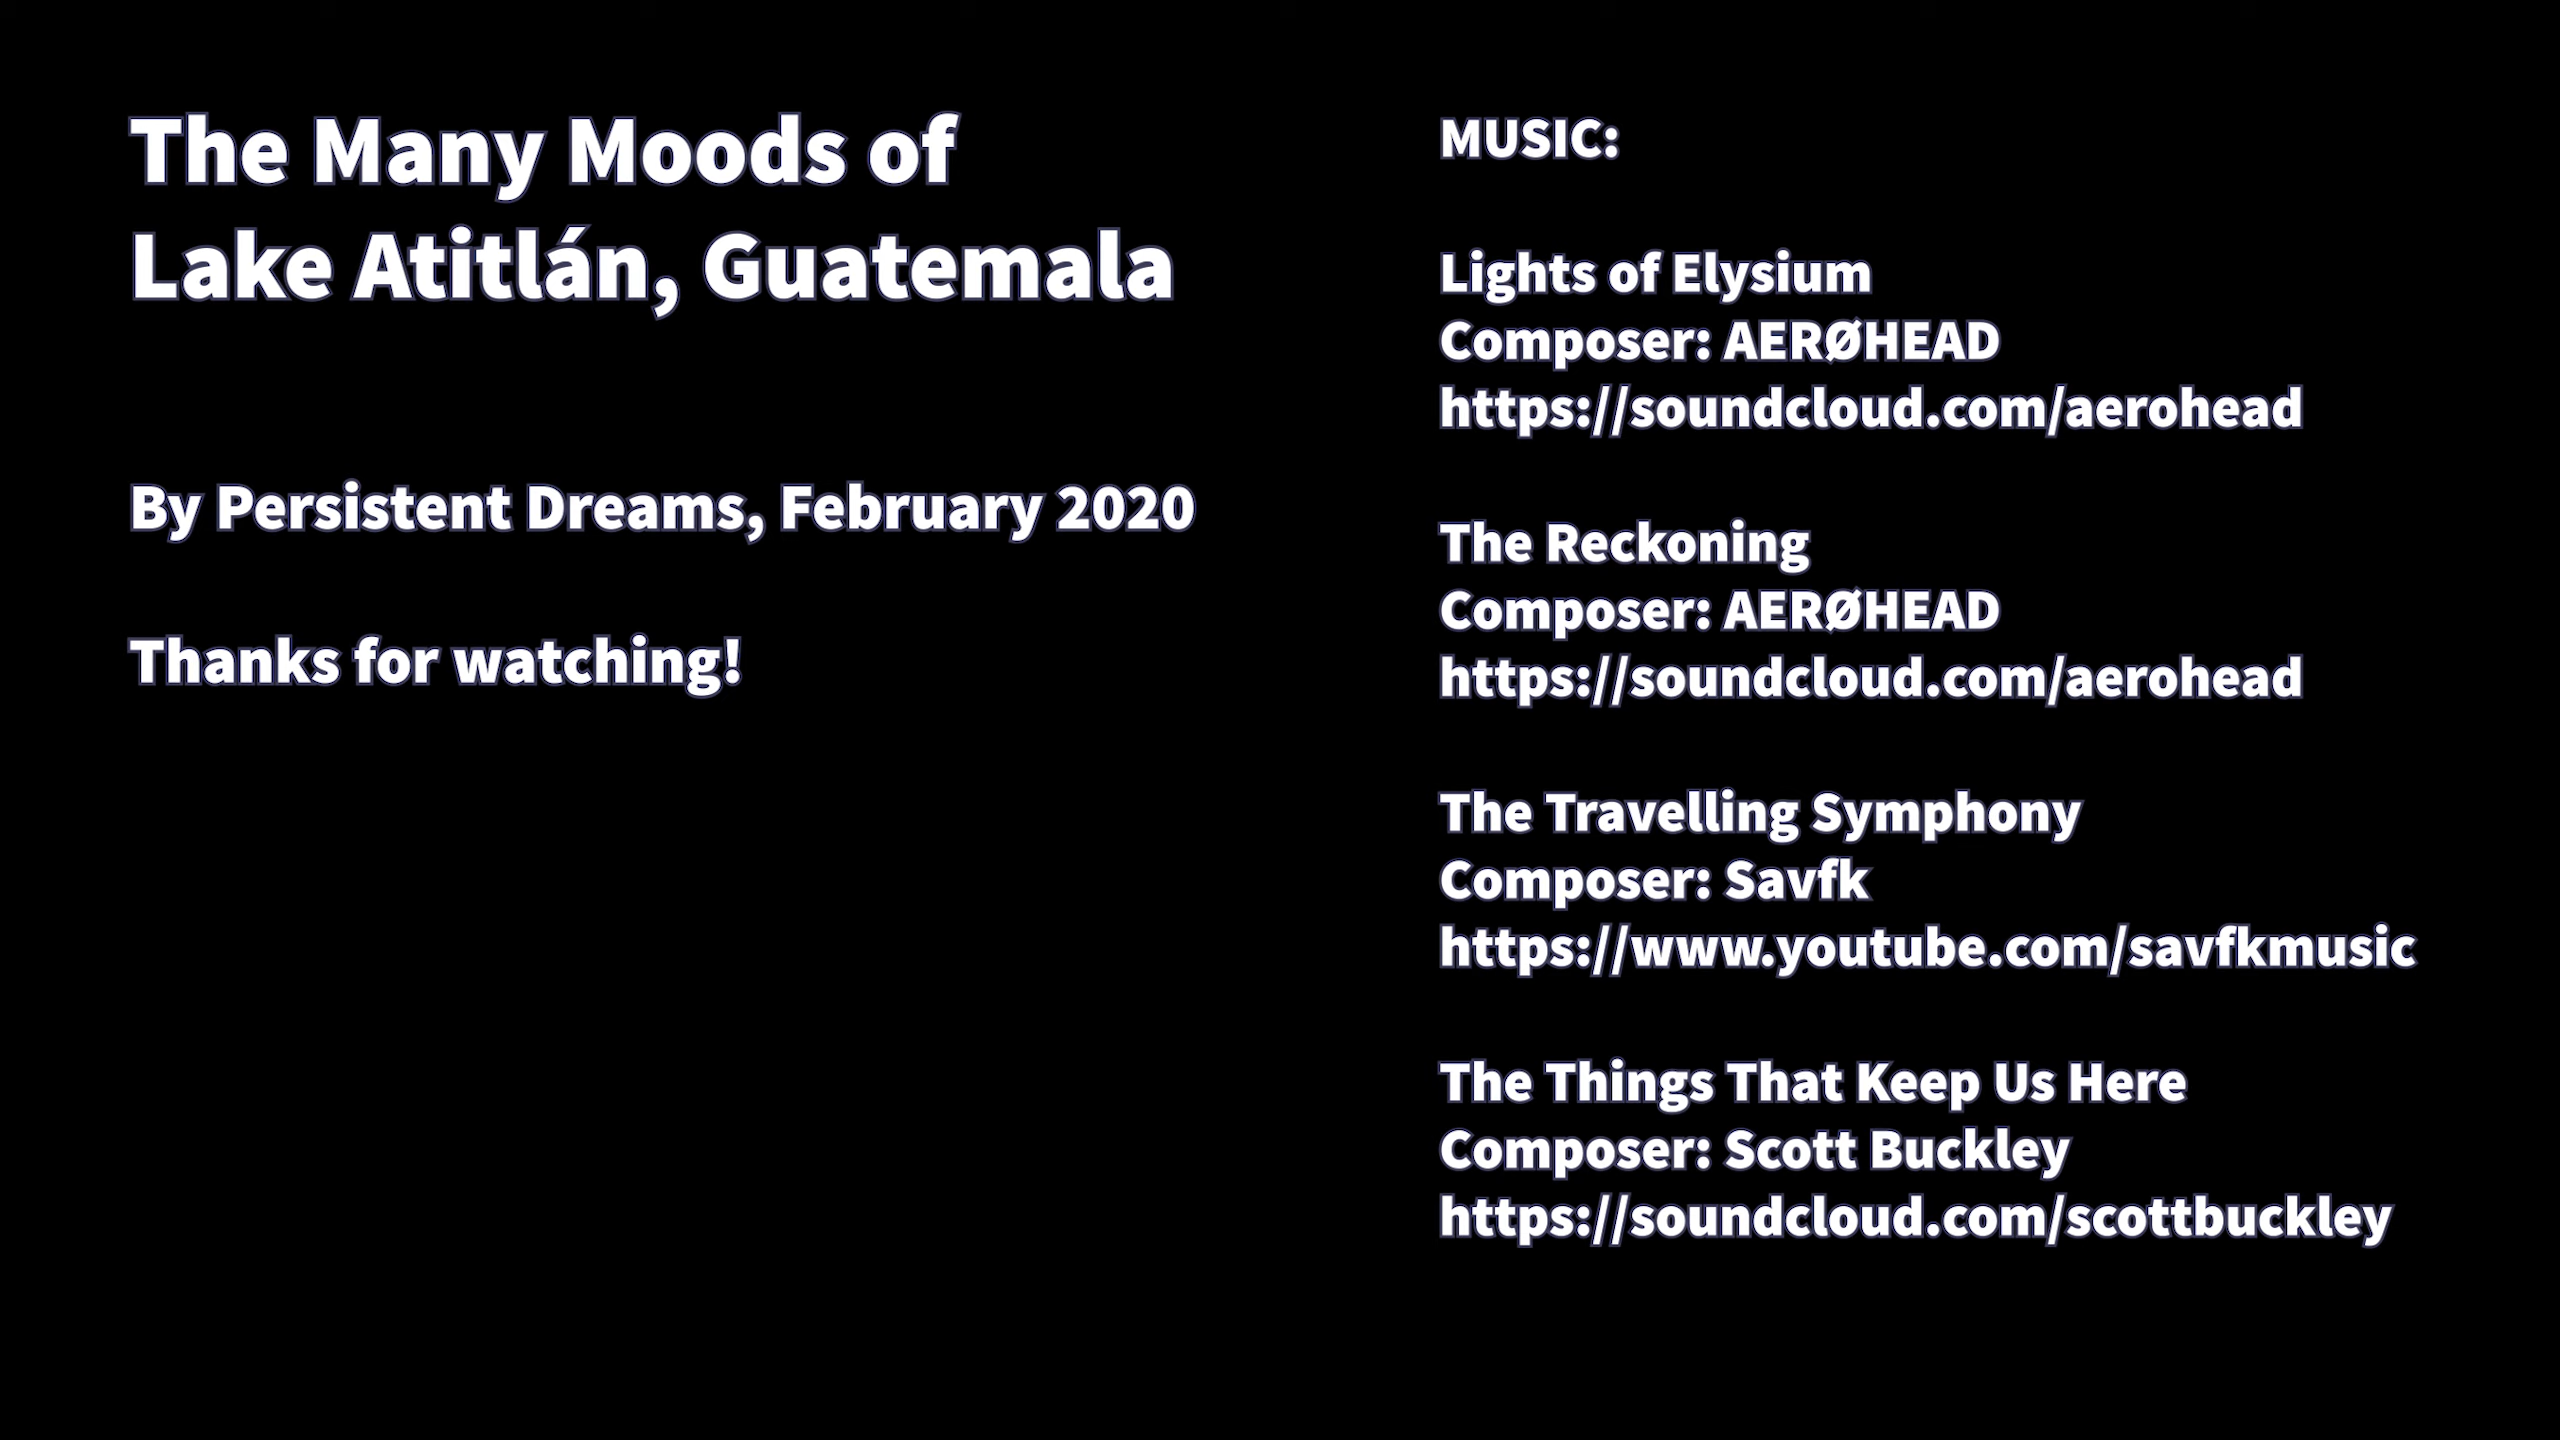 The Many Moods of
Lake Atitlán, Guatemala
By Persistent Dreams, February 2020
Thanks for watching!
MUSIC:
Lights of Elysium
Composer: AERØHEAD
https://soundcloud.com/aerohead
The Reckoning
Composer: AERØHEAD
https://soundcloud.com/aerohead
The Travelling Symphony
Composer: Savfk
https://www.youtube.com/savfkmusic
The Things That Keep Us Here
Composer: Scott Buckley
https://soundcloud.com/scottbuckley